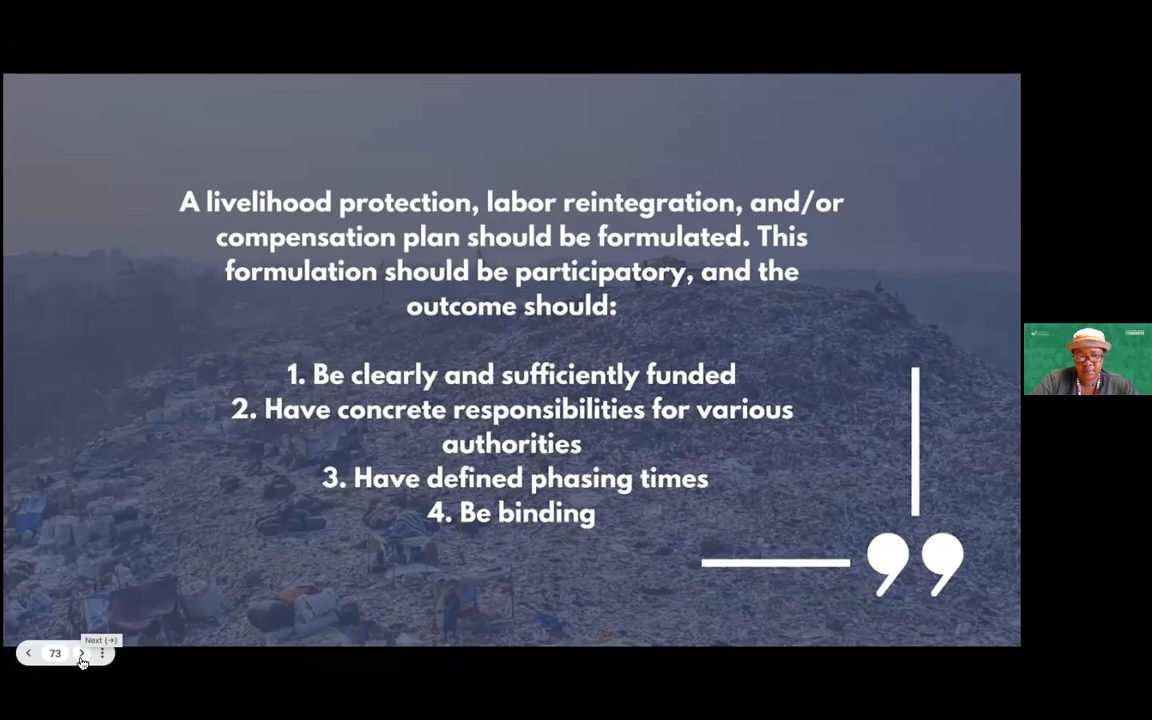 A livelihood protection, labor reintegration, and/or
compensation plan should be formulated. This
formulation should be participatory, and the
outcome should:
1. Be clearly and sufficiently funded
2. Have concrete responsibilities for various
authorities
3. Have defined phasing times
4. Be binding
Next (→)
73